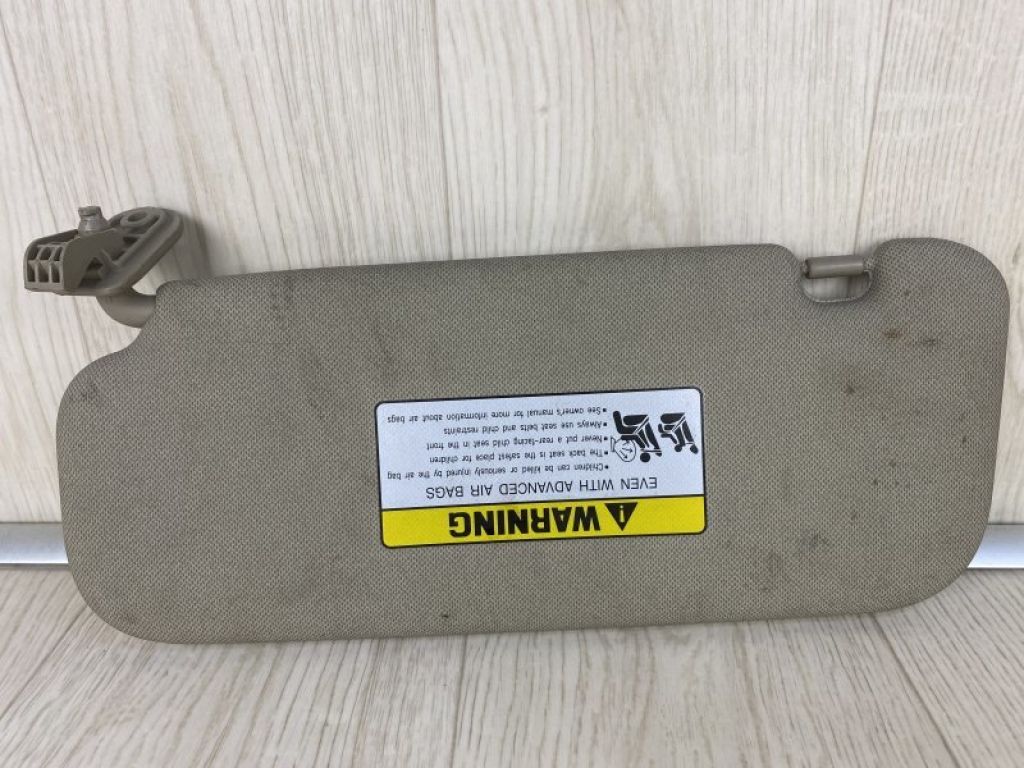 WARNING
EVEN WITH ADVANCED AIR BAGS
• Children can be killed or seriously injured by the air bag
• The back seat is the safest place for children
• Never put a rear-facing child seat in the front
• Always use seat belts and child restraints
• See owner's manual for more information about air bags